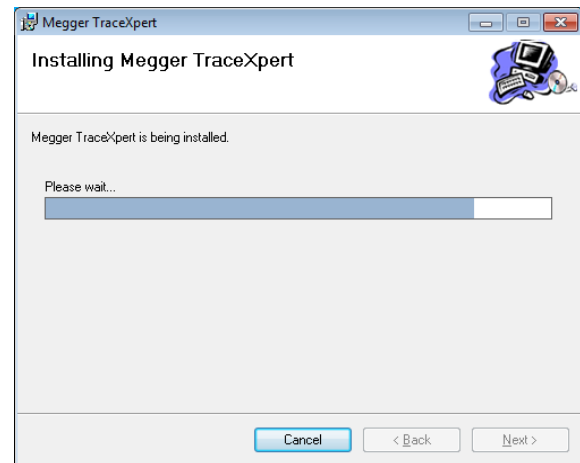 Megger TraceXpert
Installing Megger TraceXpert
Megger TraceXpert is being installed.
Please wait...
Cancel
< Back
Next >